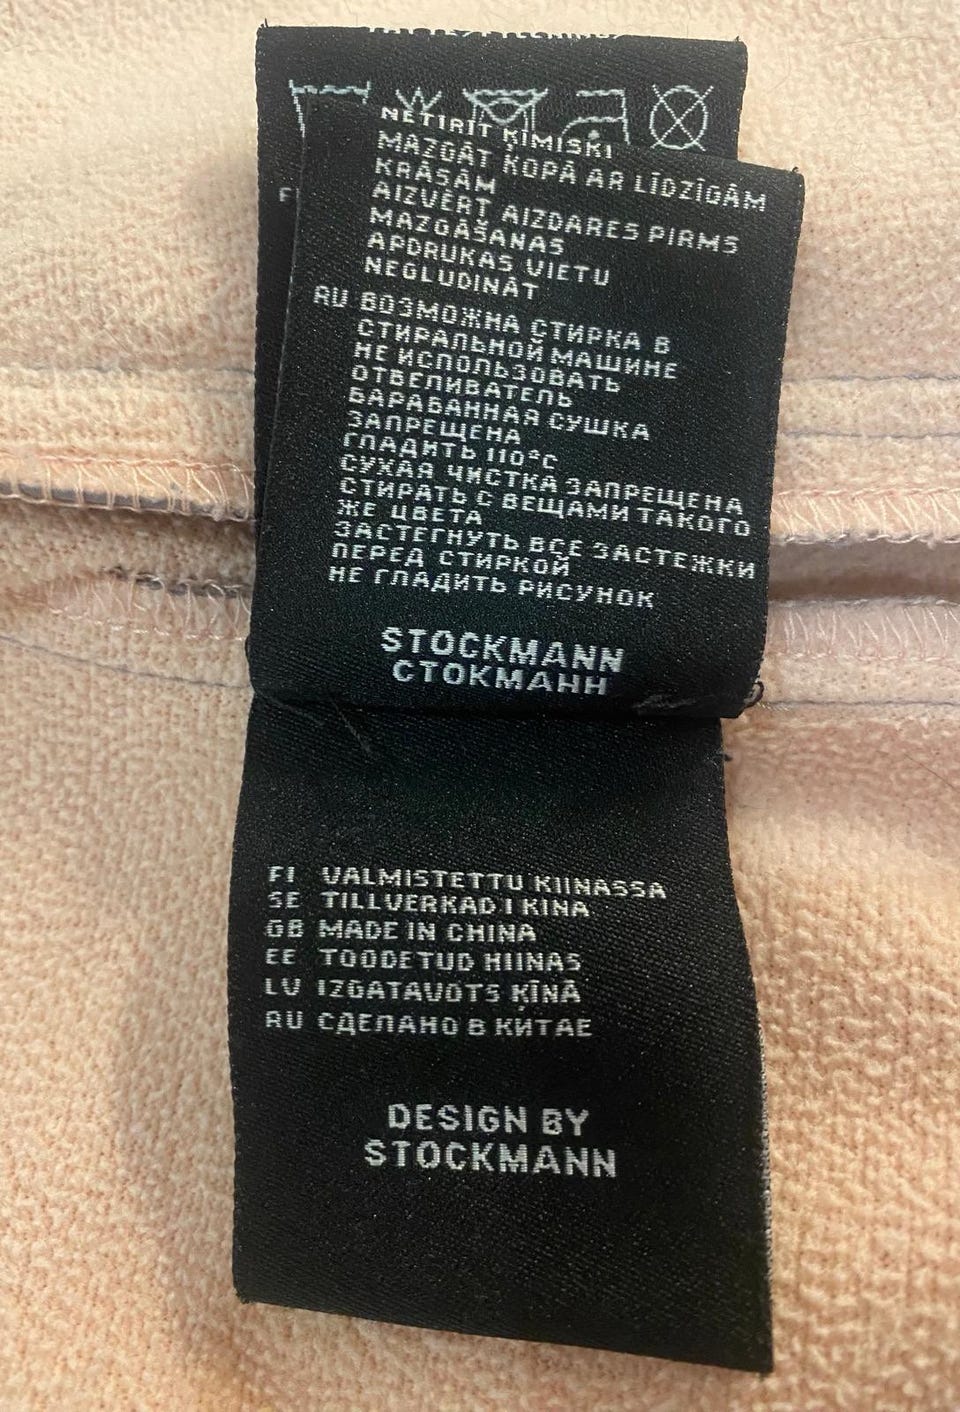 NETĪRĪT ĶĪMISKI
MAZGĀT KOPĀ AR LĪDZĪGĀM
KRĀSĀM
AIZVĒRT AIZDARES PIRMS
MAZGĀŠANAS
APDRUKAS VIETU
NEGLUDINĀT
RU ВОЗМОЖНА СТИРКА В
СТИРАЛЬНОЙ МАШИНЕ
НЕ ИСПОЛЬЗОВАТЬ
ОТБЕЛИВАТЕЛЬ
БАРАБАННАЯ СУШКА
ЗАПРЕЩЕНА
ГЛАДИТЬ 110°C
СУХАЯ ЧИСТКА ЗАПРЕЩЕНА
СТИРАТЬ С ВЕЩАМИ ТАКОГО
ЖЕ ЦВЕТА
ЗАСТЕГНУТЬ ВСЕ ЗАСТЕЖКИ
ПЕРЕД СТИРКОЙ
НЕ ГЛАДИТЬ РИСУНОК
STOCKMANN
СТОКМАНН
FI VALMISTETTU KIINASSA
SE TILLVERKAD I KINA
GB MADE IN CHINA
EE TOODETUD HIINAS
LV IZGATAVOTS ĶĪNĀ
RU СДЕЛАНО В КИТАЕ
DESIGN BY
STOCKMANN